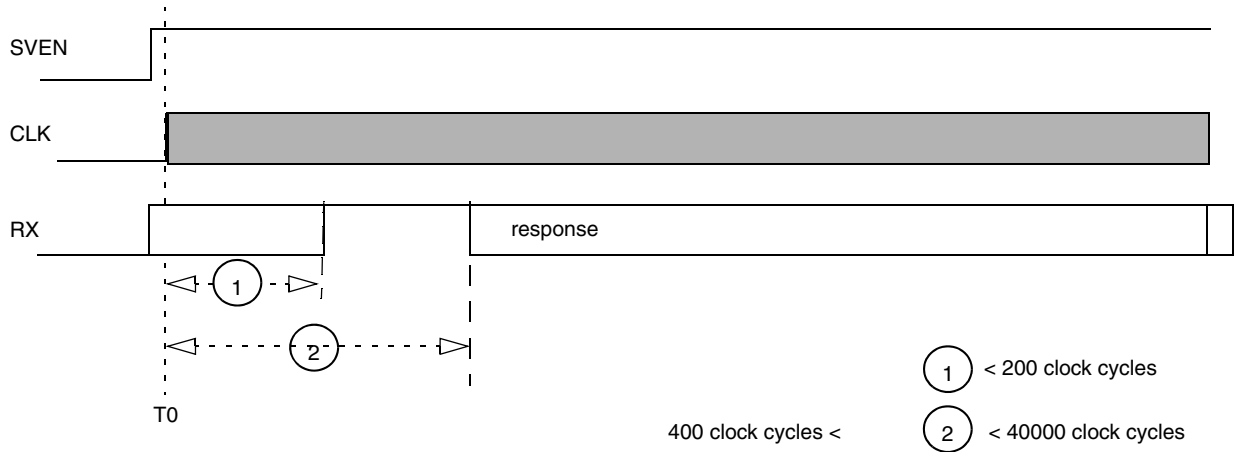 SVEN
CLK
RX
response
1
2
T0
1 < 200 clock cycles
400 clock cycles < 2 < 40000 clock cycles